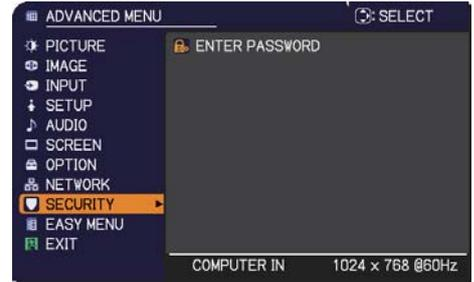 ADVANCED MENU : SELECT
PICTURE
IMAGE
INPUT
SETUP
AUDIO
SCREEN
OPTION
NETWORK
SECURITY
EASY MENU
EXIT
ENTER PASSWORD
COMPUTER IN 1024 x 768 @60Hz